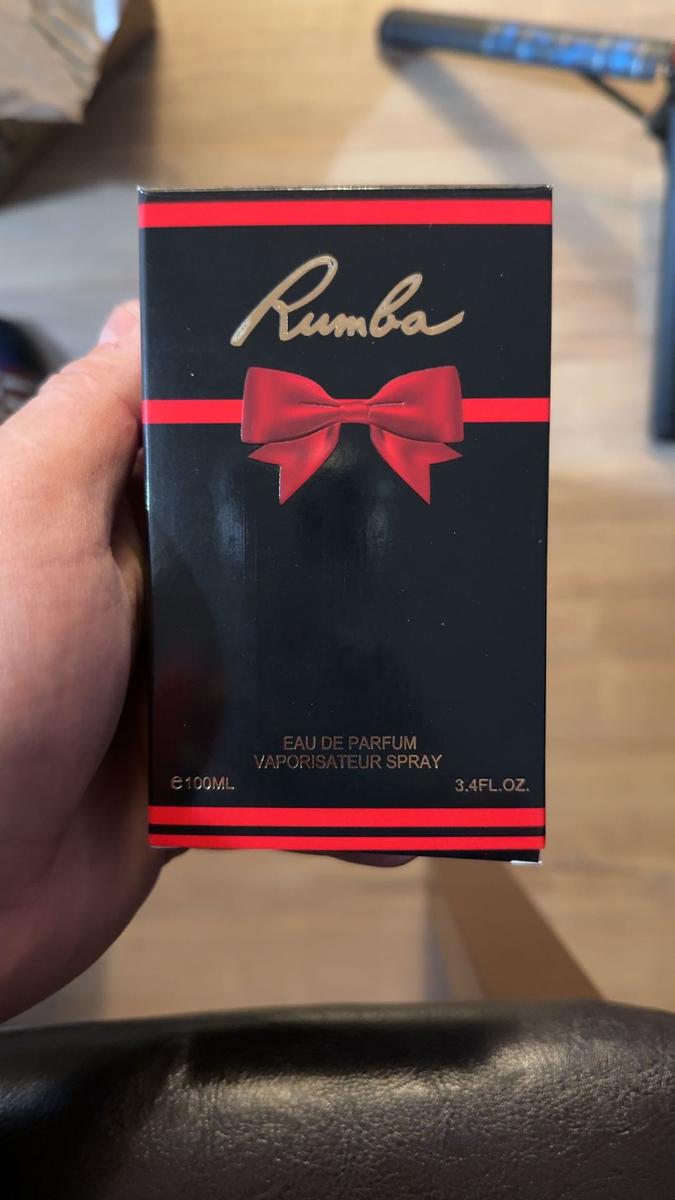 Rumba
EAU DE PARFUM
VAPORISATEUR SPRAY
℮100ML 3.4FL.OZ.